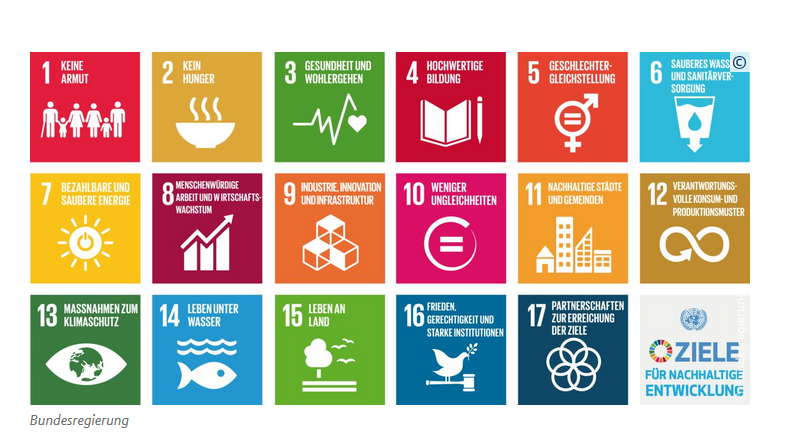 1 KEINE
ARMUT
2 KEIN
HUNGER
3 GESUNDHEIT UND
WOHLERGEHEN
4 HOCHWERTIGE
BILDUNG
5 GESCHLECHTER-
GLEICHSTELLUNG
6 SAUBERES WASS
UND SANITÄRVER-
SORGUNG
©
7 BEZAHLBARE UND
SAUBERE ENERGIE
8 MENSCHENWÜRDIGE
ARBEIT UND WIRTSCHAFTS-
WACHSTUM
9 INDUSTRIE, INNOVATION
UND INFRASTRUKTUR
10 WENIGER
UNGLEICHHEITEN
11 NACHHALTIGE STÄDTE
UND GEMEINDEN
12 VERANTWORTUNGS-
VOLLE KONSUM- UND
PRODUKTIONSMUSTER
13 MASSNAHMEN ZUM
KLIMASCHUTZ
14 LEBEN UNTER
WASSER
15 LEBEN AN
LAND
16 FRIEDEN,
GERECHTIGKEIT UND
STARKE INSTITUTIONEN
17 PARTNERSCHAFTEN
ZUR ERREICHUNG
DER ZIELE
ZIELE
FÜR NACHHALTIGE
ENTWICKLUNG
Bundesregierung